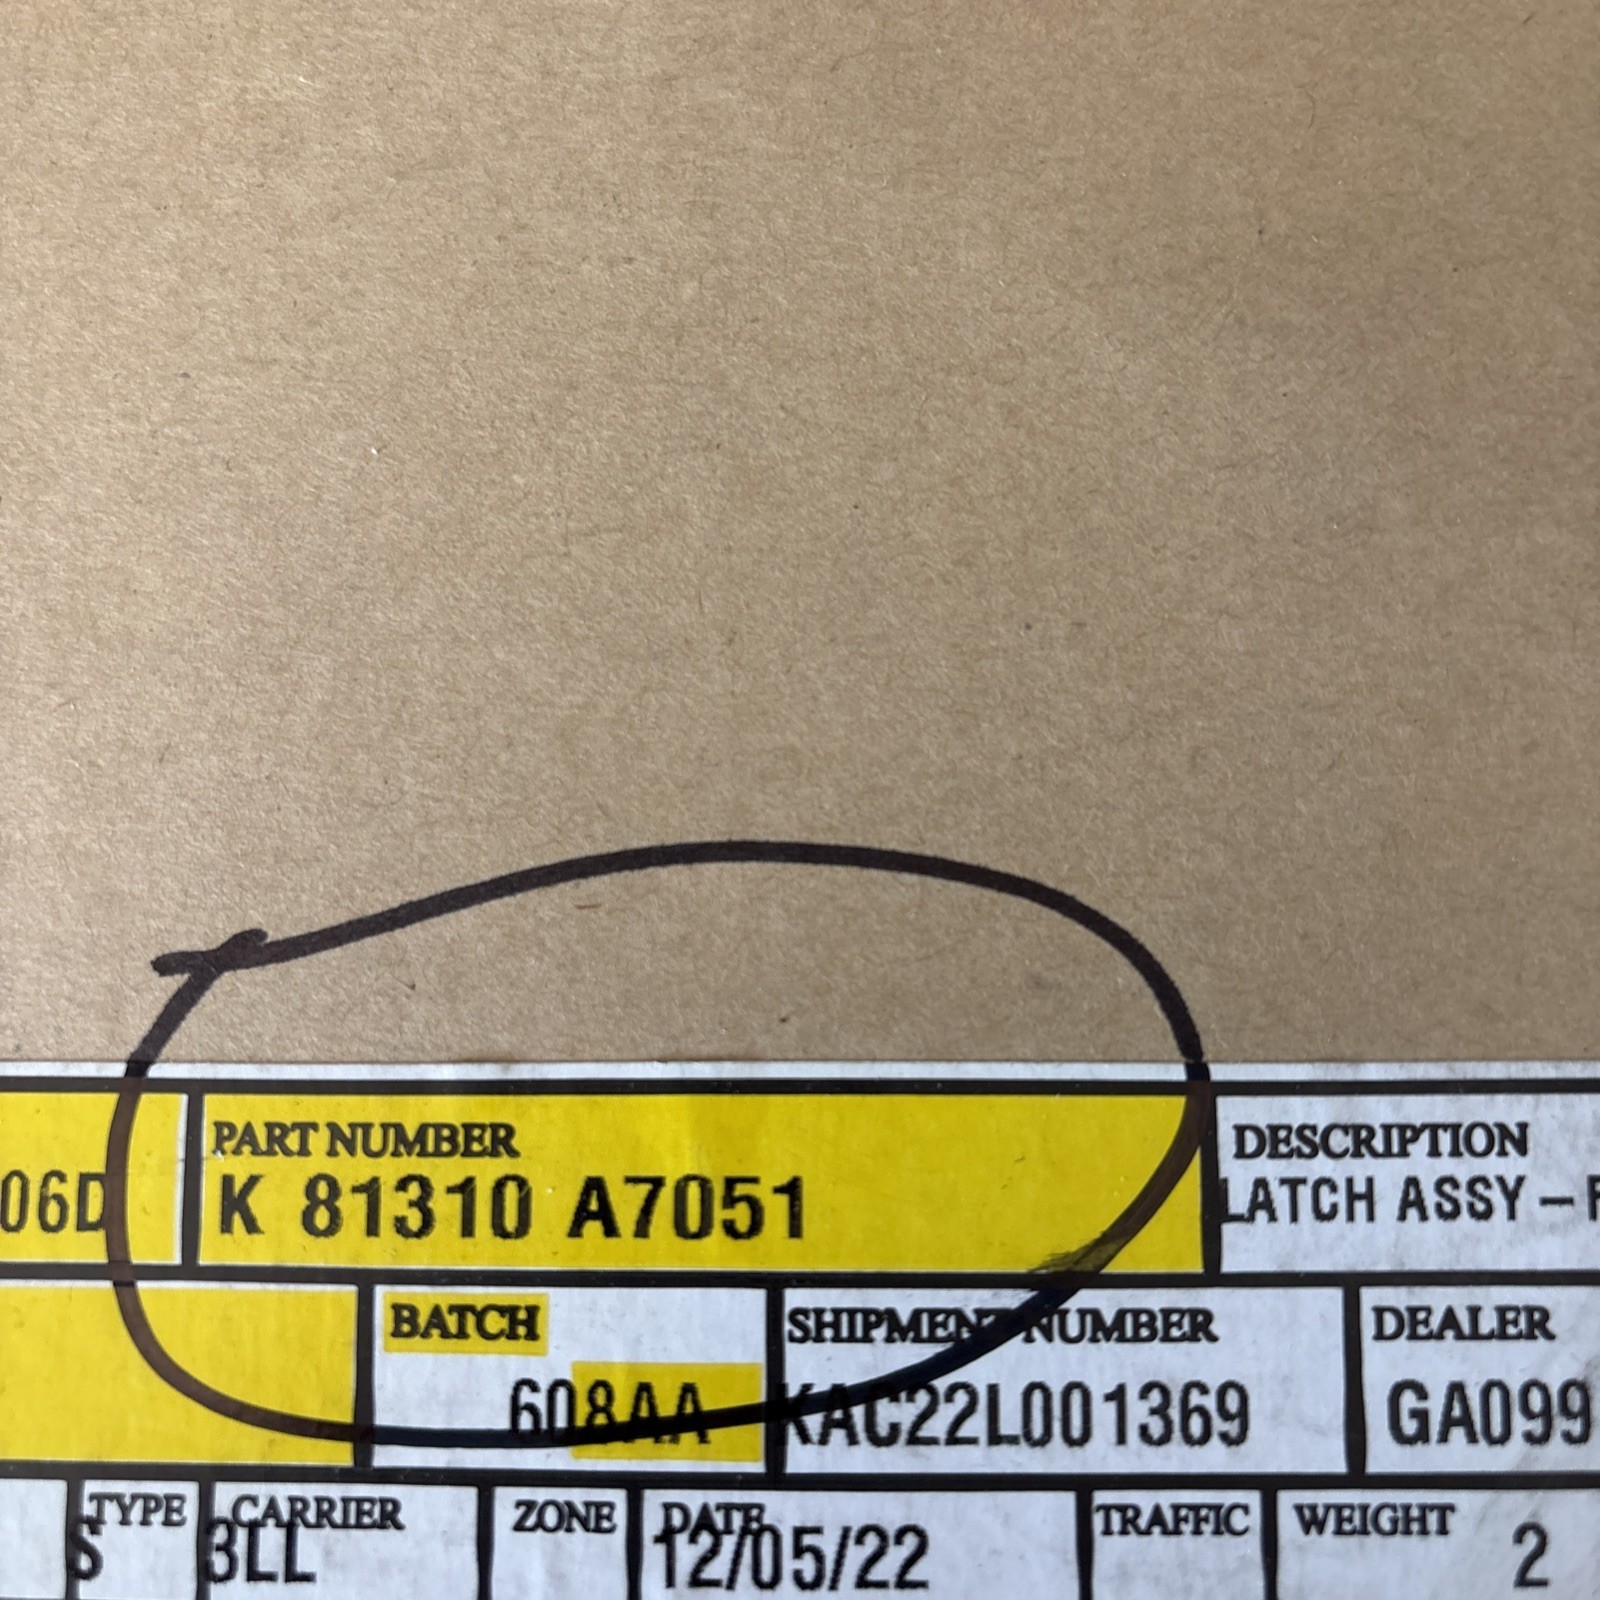 06D
PART NUMBER
K 81310 A7051
DESCRIPTION
LATCH ASSY – F
BATCH
608AA
SHIPMENT NUMBER
KAC22L001369
DEALER
GA099
TYPE
S
CARRIER
3LL
ZONE
DATE
12/05/22
TRAFFIC
WEIGHT
2